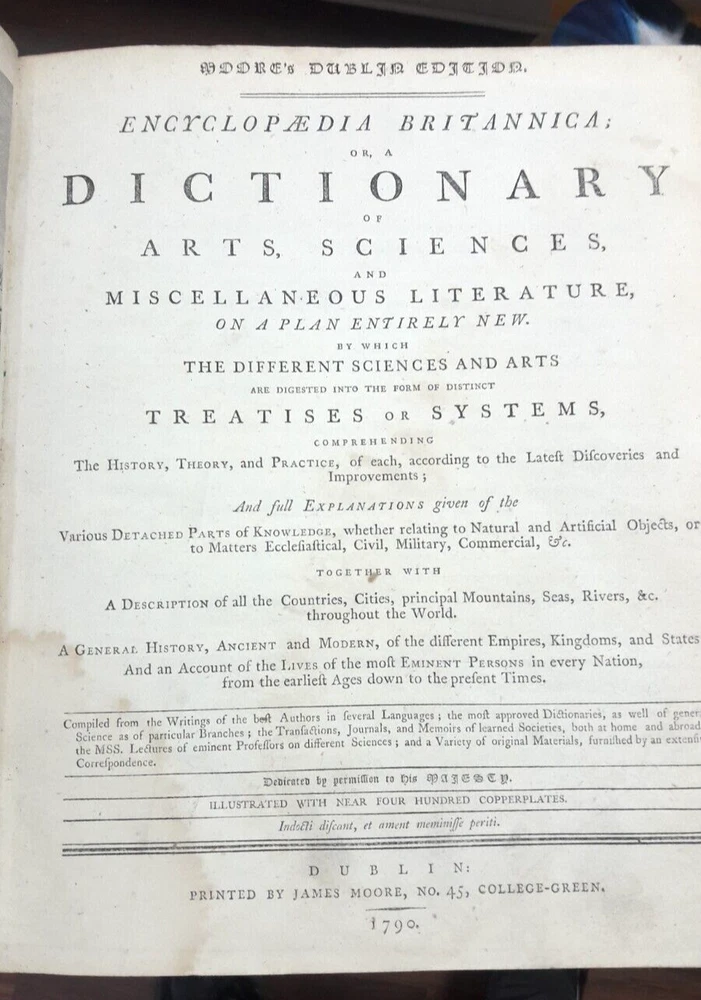 MOORE's DUBLIN EDITION.
ENCYCLOPÆDIA BRITANNICA;
OR, A
DICTIONARY
OF
ARTS, SCIENCES,
AND
MISCELLANEOUS LITERATURE,
ON A PLAN ENTIRELY NEW.
BY WHICH
THE DIFFERENT SCIENCES AND ARTS
ARE DIGESTED INTO THE FORM OF DISTINCT
TREATISES OR SYSTEMS,
COMPREHENDING
The HISTORY, THEORY, and PRACTICE, of each, according to the Lateſt Diſcoveries and
Improvements;
And full EXPLANATIONS given of the
Various DETACHED PARTS of KNOWLEDGE, whether relating to Natural and Artificial Objects, or
to Matters Eccleſiaſtical, Civil, Military, Commercial, &c.
TOGETHER WITH
A DESCRIPTION of all the Countries, Cities, principal Mountains, Seas, Rivers, &c.
throughout the World.
A GENERAL HISTORY, ANCIENT and MODERN, of the different Empires, Kingdoms, and States
And an Account of the LIVES of the moſt EMINENT PERSONS in every Nation,
from the earlieſt Ages down to the preſent Times.
Compiled from the Writings of the beſt Authors in ſeveral Languages; the moſt approved Dictionaries, as well of gener
Science as of particular Branches; the Tranſactions, Journals, and Memoirs of learned Societies, both at home and abroad
the MSS. Lectures of eminent Profeſſors on different Sciences; and a Variety of original Materials, furniſhed by an extenſi
Correſpondence.
Dedicated by permiſſion to his MAJESTY.
ILLUSTRATED WITH NEAR FOUR HUNDRED COPPERPLATES.
Indocti diſcant, et ament meminiſſe periti.
DUBLIN:
PRINTED BY JAMES MOORE, NO. 45, COLLEGE-GREEN.
1790.